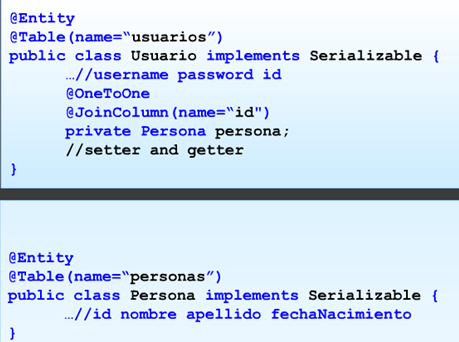 @Entity
@Table(name=“usuarios”)
public class Usuario implements Serializable {
…//username password id
@OneToOne
@JoinColumn(name=“id")
private Persona persona;
//setter and getter
}
@Entity
@Table(name=“personas”)
public class Persona implements Serializable {
…//id nombre apellido fechaNacimiento
}